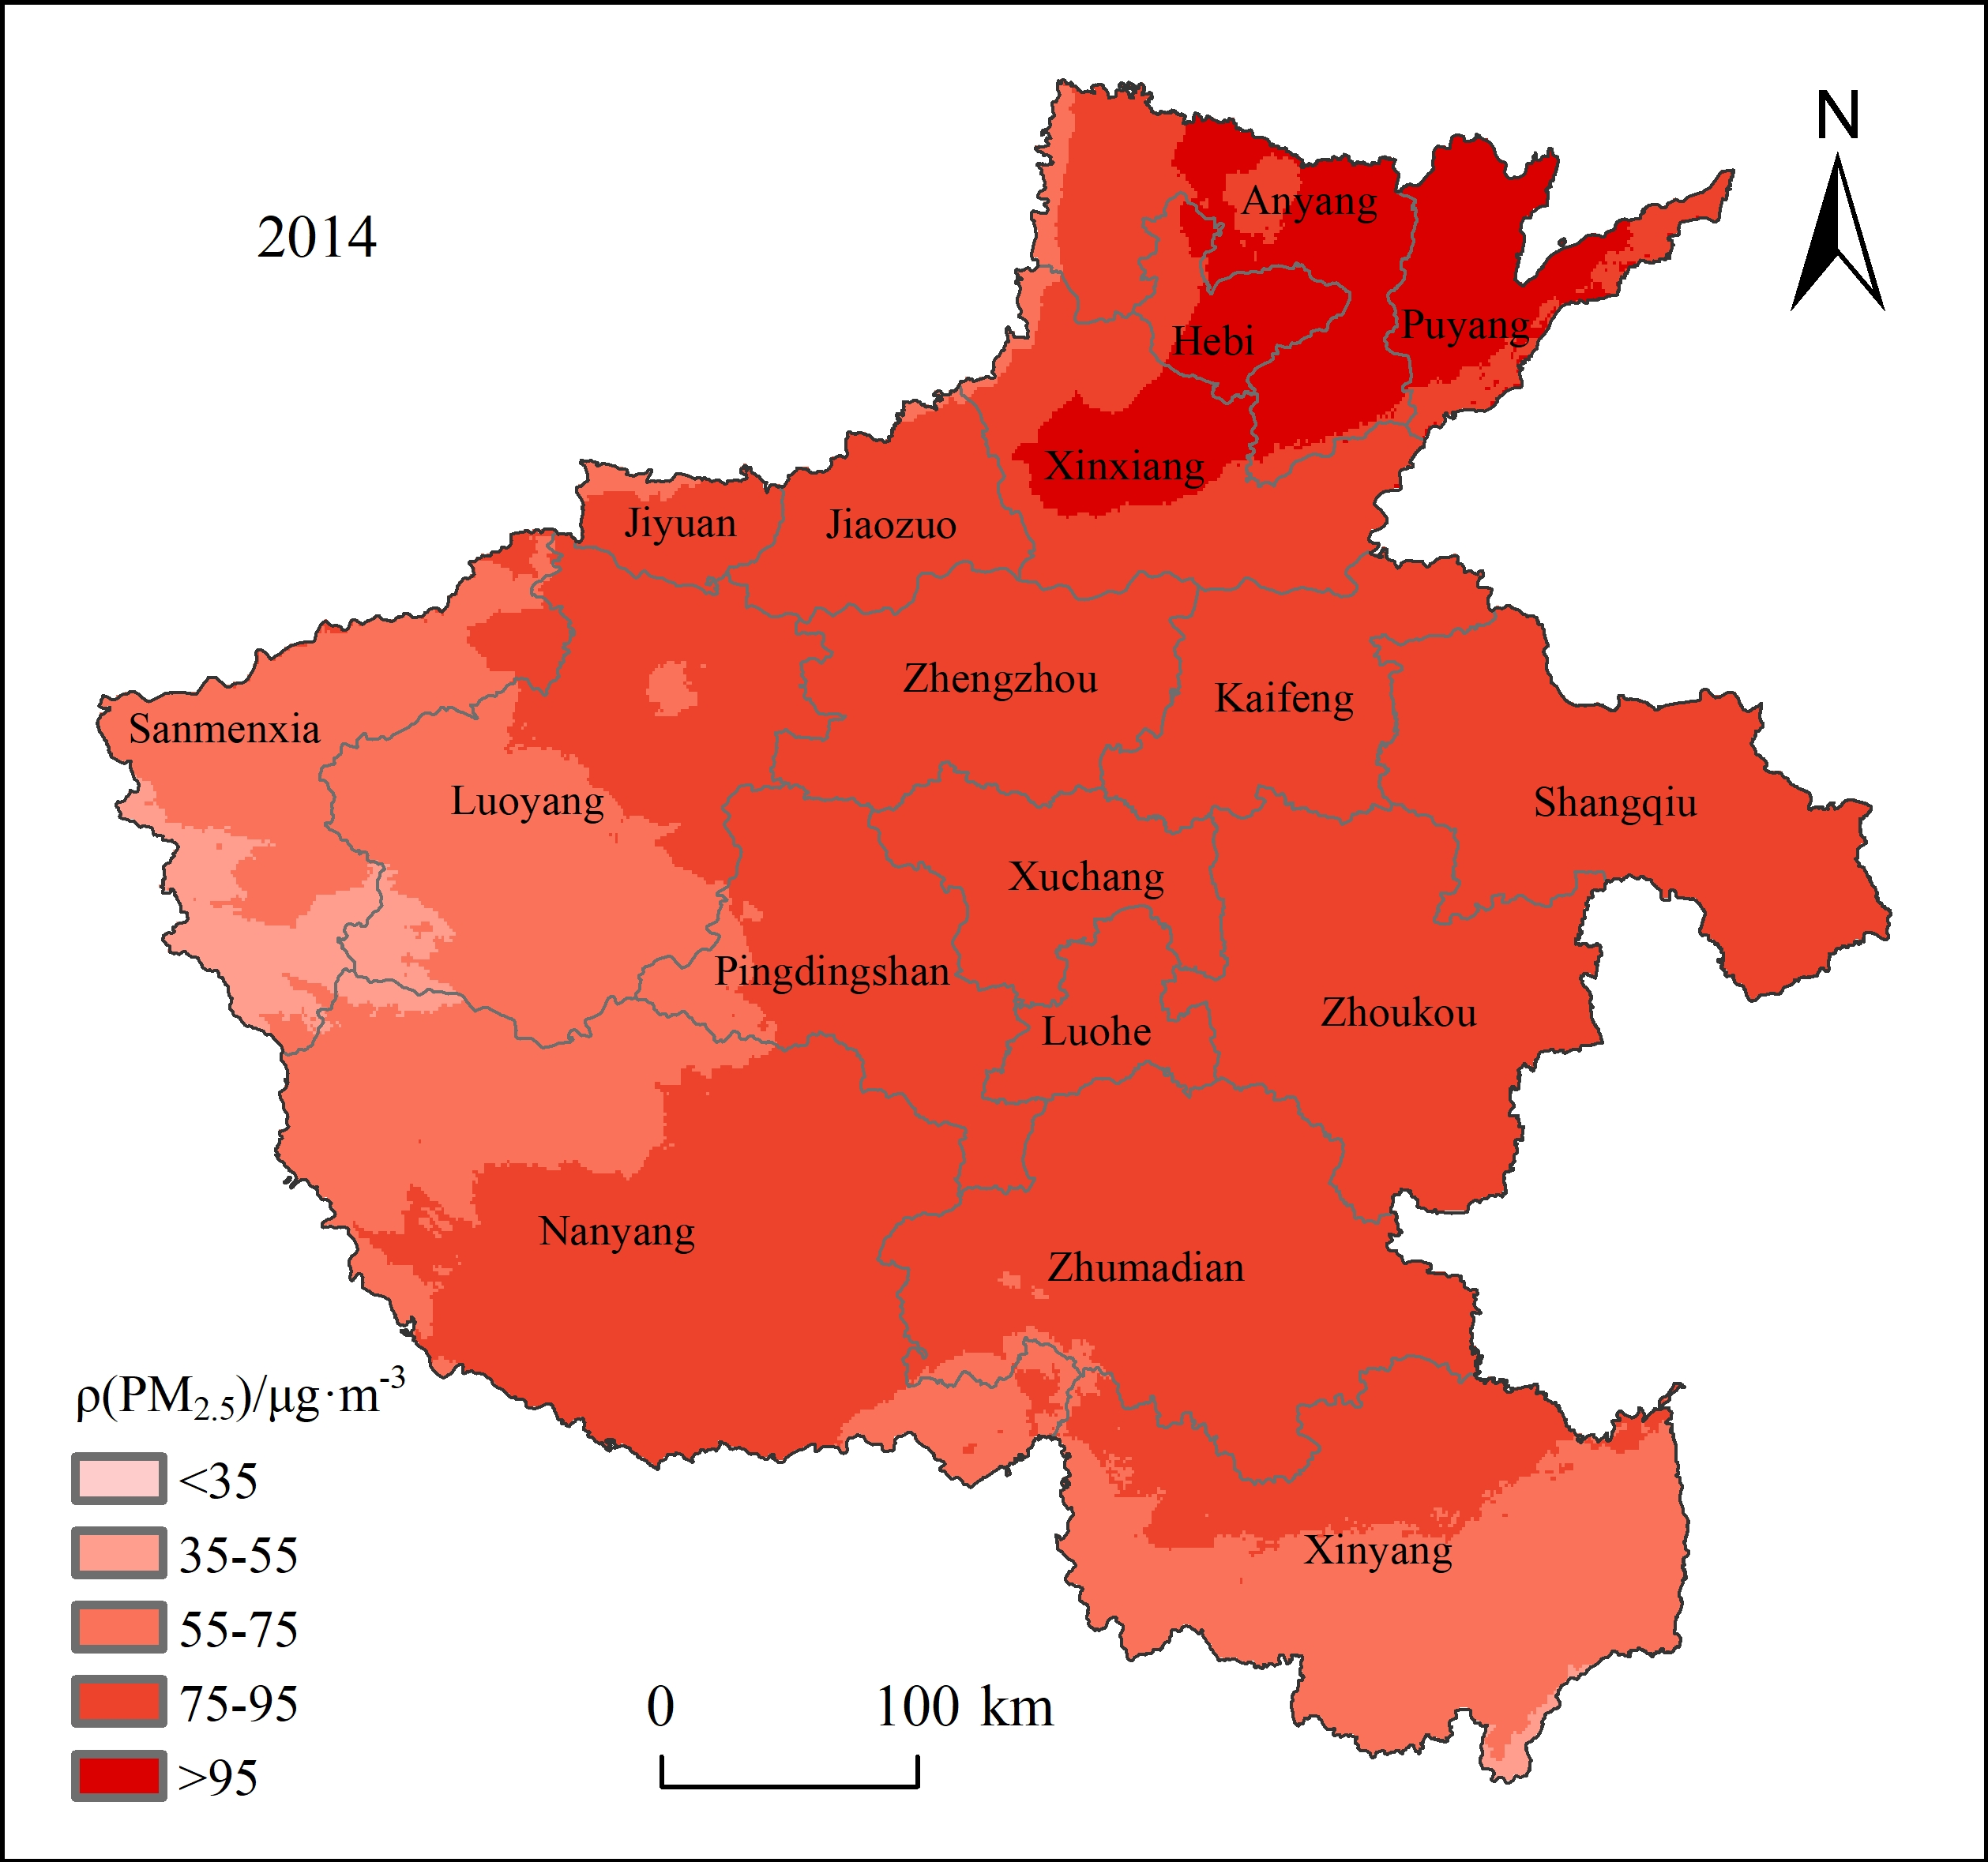 N
2014
Anyang
Puyang
Hebi
Xinxiang
Jiyuan
Jiaozuo
Zhengzhou
Kaifeng
Sanmenxia
Luoyang
Shangqiu
Xuchang
Pingdingshan
Zhoukou
Luohe
Nanyang
Zhumadian
Xinyang
ρ(PM2.5)/μg·m-3
<35
35-55
55-75
75-95
>95
0 100 km